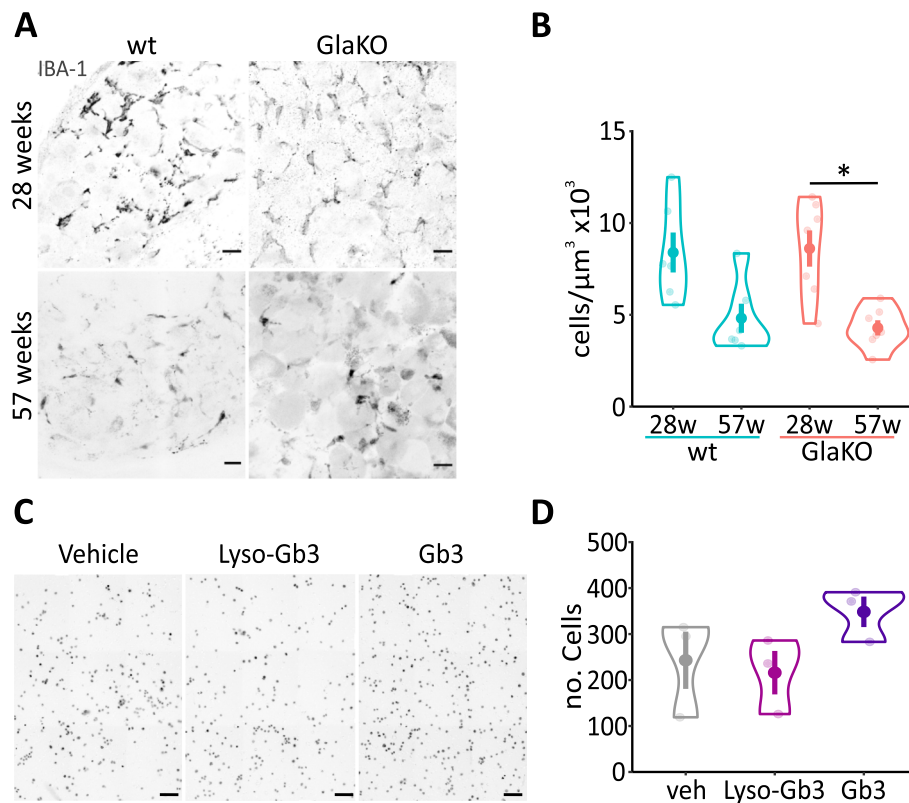 A
wt
GlaKO
IBA-1
28 weeks
57 weeks
B
15
10
5
0
cells/µm³ x10³
*
28w 57w 28w 57w
wt GlaKO
C
Vehicle Lyso-Gb3 Gb3
D
500
400
300
200
100
0
no. Cells
veh Lyso-Gb3 Gb3